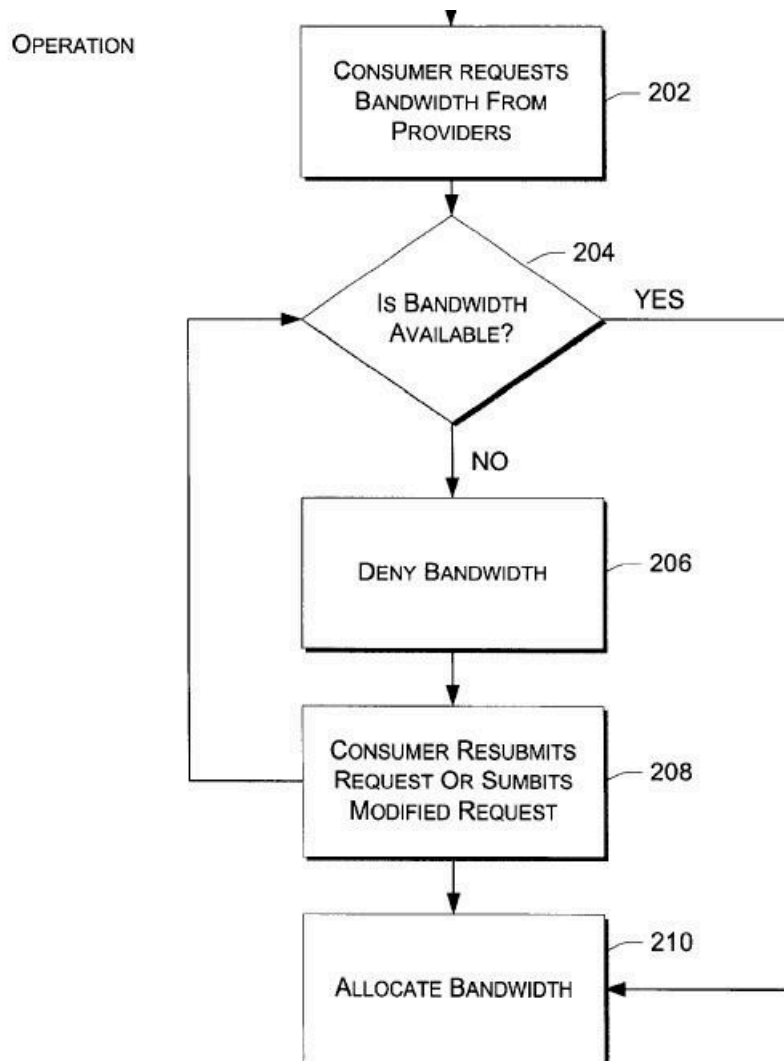 OPERATION
CONSUMER REQUESTS
BANDWIDTH FROM
PROVIDERS
202
204
IS BANDWIDTH
AVAILABLE?
YES
NO
DENY BANDWIDTH
206
CONSUMER RESUBMITS
REQUEST OR SUMBITS
MODIFIED REQUEST
208
210
ALLOCATE BANDWIDTH